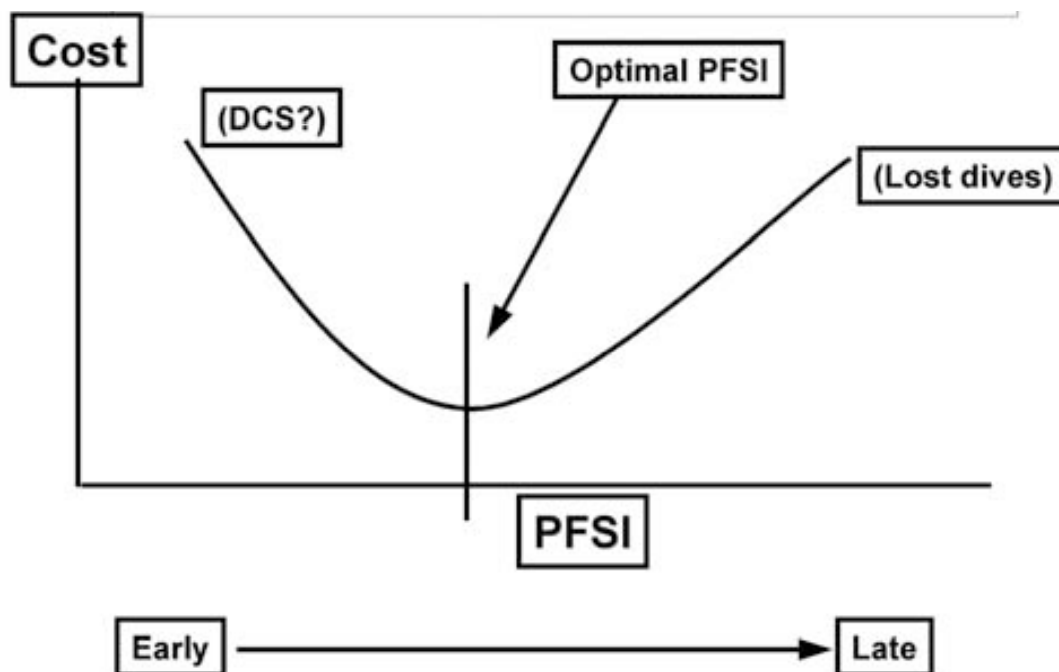 Cost
Optimal PFSI
(DCS?)
(Lost dives)
PFSI
Early
Late